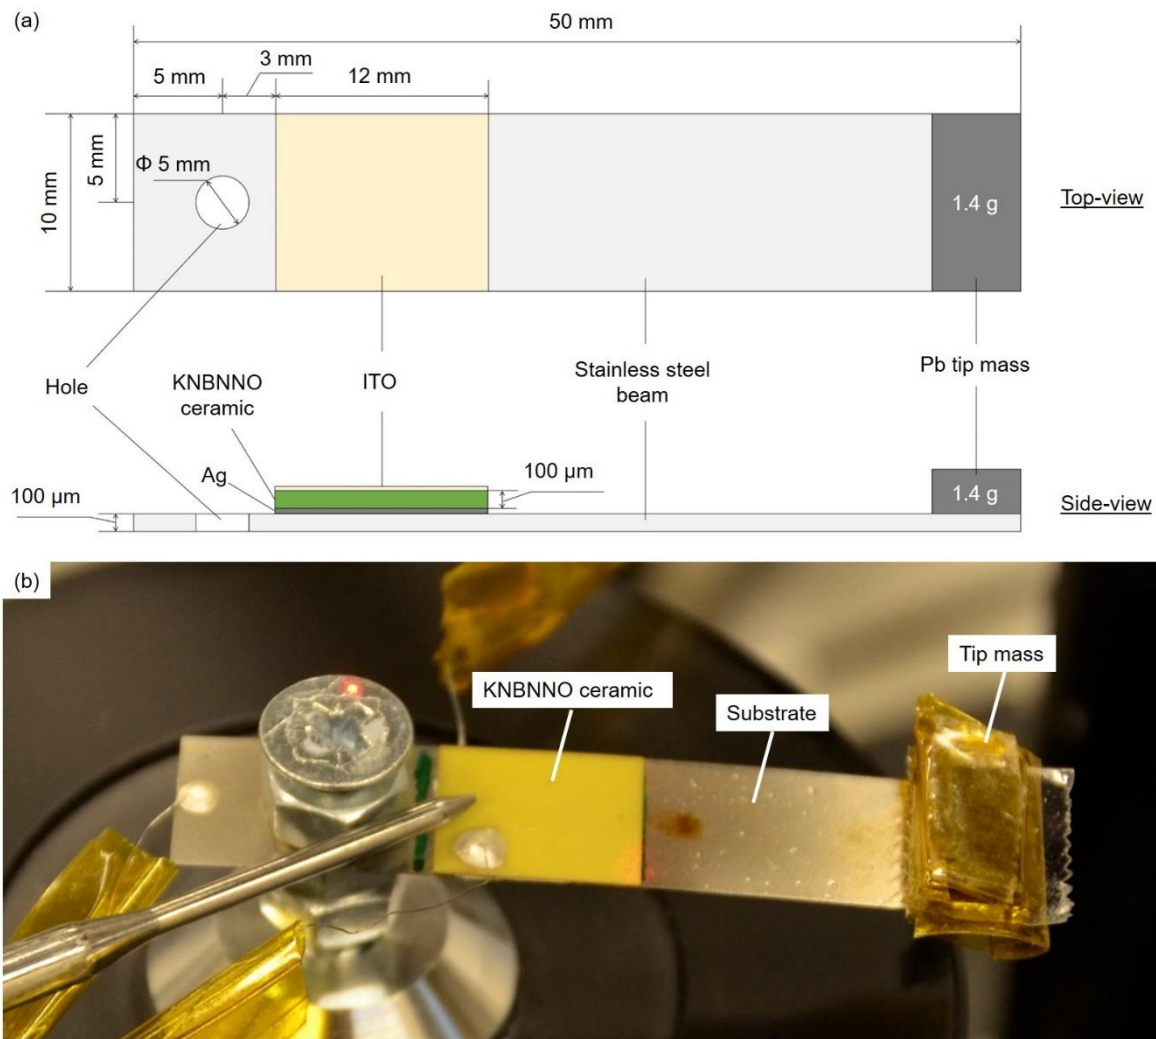 (a)
50 mm
3 mm
5 mm
12 mm
10 mm
5 mm
Φ 5 mm
1.4 g
Top-view
Hole
KNBNNO
ceramic
ITO
Stainless steel
beam
Pb tip mass
Ag
100 μm
100 μm
1.4 g
Side-view
(b)
Tip mass
KNBNNO ceramic
Substrate